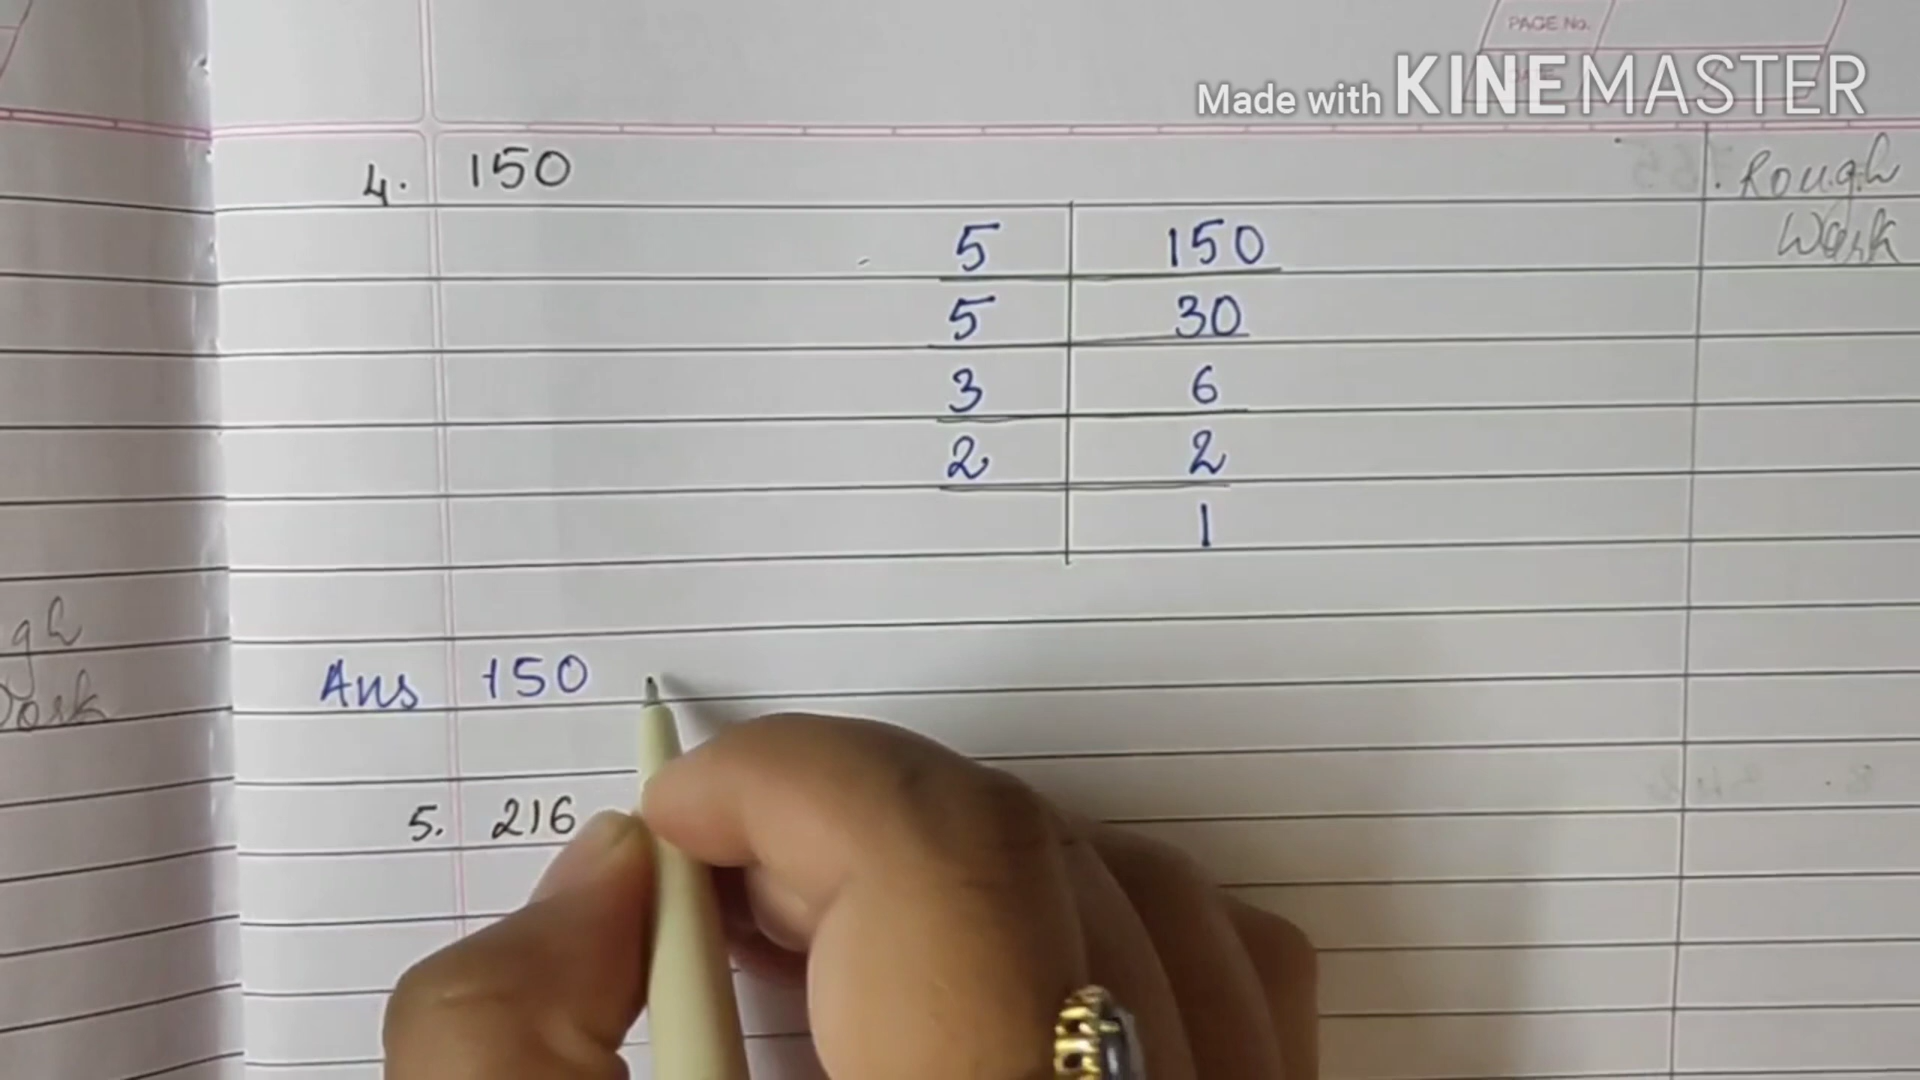 PAGE No.
Made with KINEMASTER
4. 150
Rough
Work
5 150
5 30
3 6
2 2
1
Ans 150
5. 216